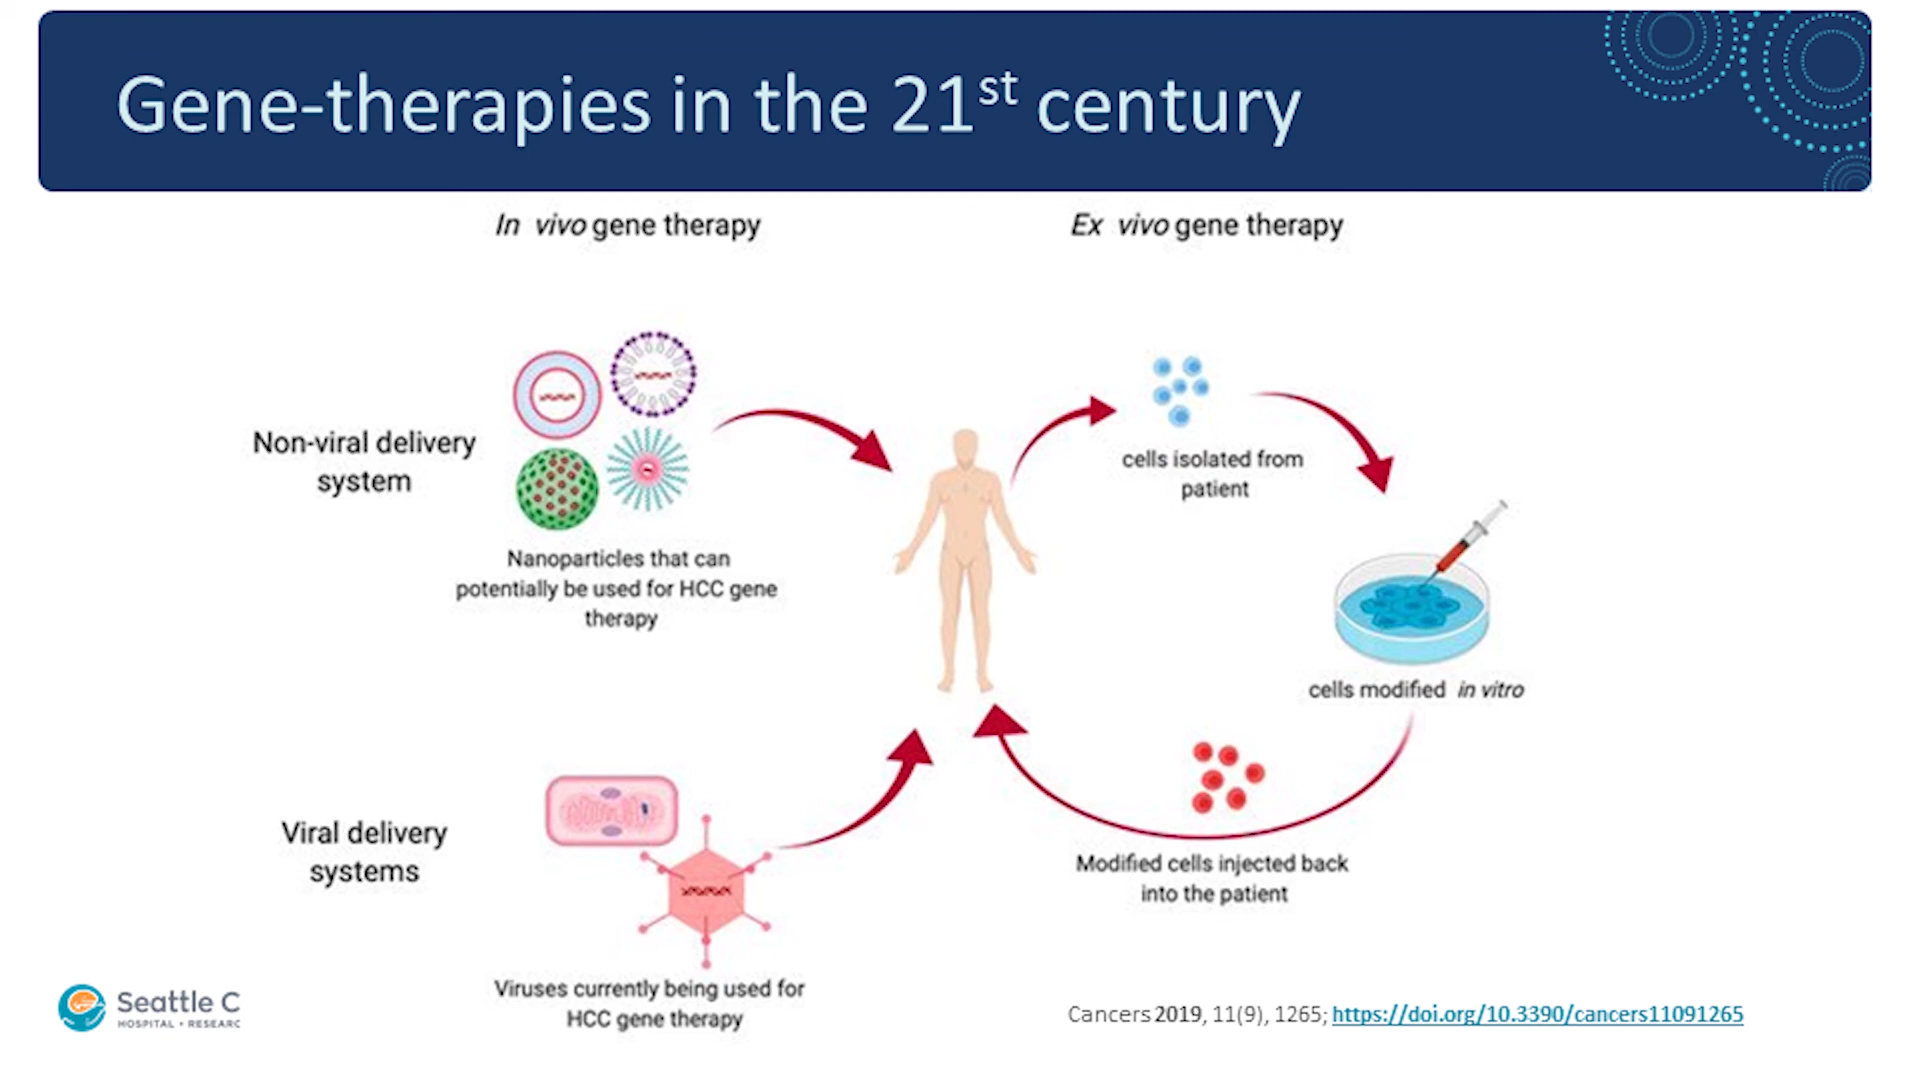 Gene-therapies in the 21st century
In vivo gene therapy
Ex vivo gene therapy
Non-viral delivery
system
Nanoparticles that can
potentially be used for HCC gene
therapy
cells isolated from
patient
cells modified in vitro
Viral delivery
systems
Viruses currently being used for
HCC gene therapy
Modified cells injected back
into the patient
Seattle C
HOSPITAL • RESEARC
Cancers 2019, 11(9), 1265; https://doi.org/10.3390/cancers11091265